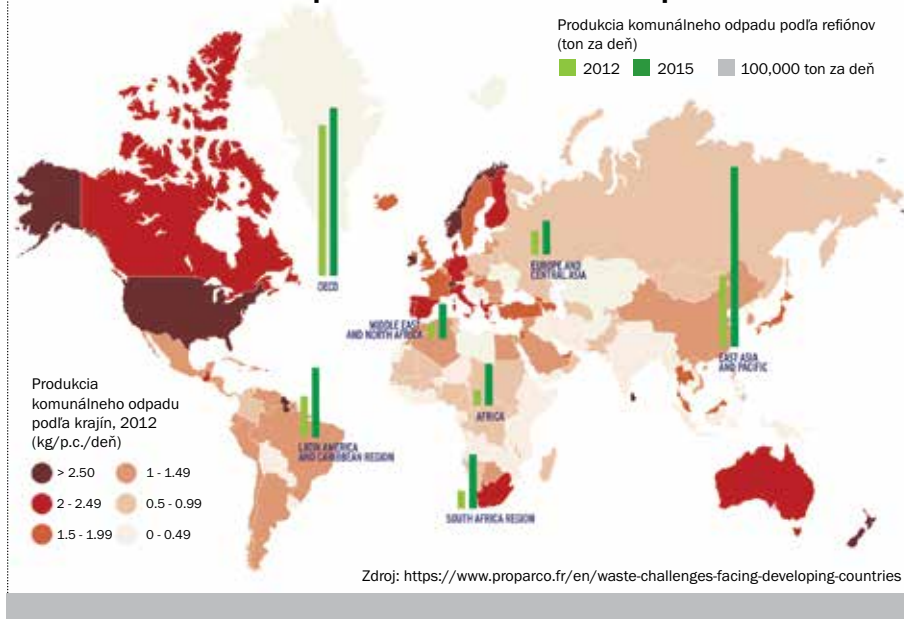 Produkcia komunálneho odpadu podľa refiónov
(ton za deň)
2012 2015 100,000 ton za deň
OECD
EUROPE AND
CENTRAL ASIA
MIDDLE EAST
AND NORTH AFRICA
EAST ASIA
AND PACIFIC
AFRICA
LATIN AMERICA
AND CARIBBEAN REGION
SOUTH AFRICA REGION
Produkcia
komunálneho odpadu
podľa krajín, 2012
(kg/p.c./deň)
> 2.50 1 - 1.49
2 - 2.49 0.5 - 0.99
1.5 - 1.99 0 - 0.49
Zdroj: https://www.proparco.fr/en/waste-challenges-facing-developing-countries